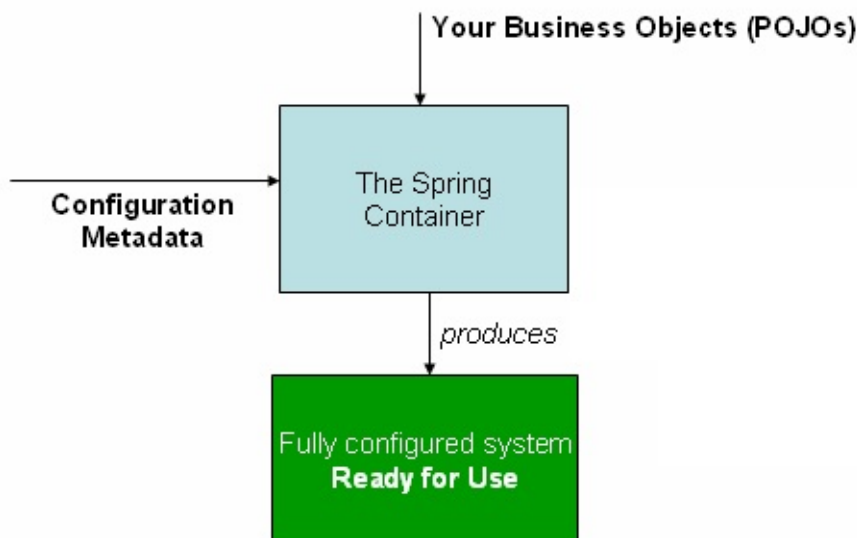 Your Business Objects (POJOs)
The Spring
Container
Configuration
Metadata
produces
Fully configured system
Ready for Use